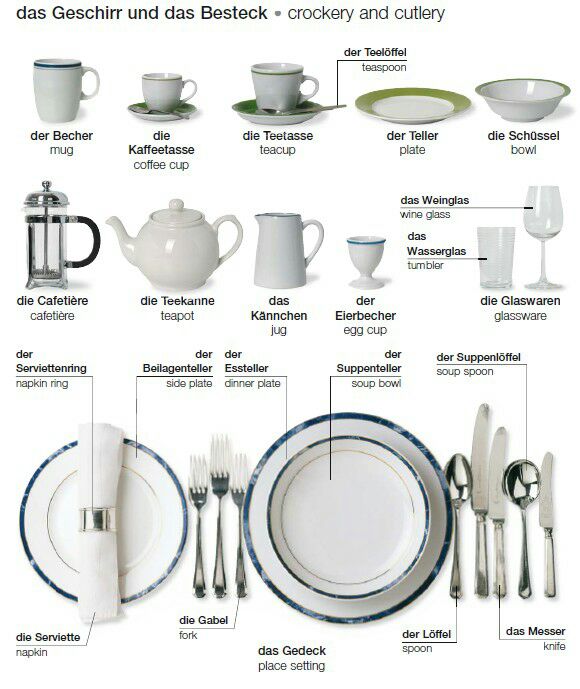 das Geschirr und das Besteck • crockery and cutlery
der Teelöffel
teaspoon
der Becher
mug
die
Kaffeetasse
coffee cup
die Teetasse
teacup
der Teller
plate
die Schüssel
bowl
das Weinglas
wine glass
das
Wasserglas
tumbler
die Cafetière
cafetière
die Teekanne
teapot
das
Kännchen
jug
der
Eierbecher
egg cup
die Glaswaren
glassware
der
Serviettenring
napkin ring
der
Beilagenteller
side plate
der
Essteller
dinner plate
der
Suppenteller
soup bowl
der Suppenlöffel
soup spoon
die Serviette
napkin
die Gabel
fork
das Gedeck
place setting
der Löffel
spoon
das Messer
knife